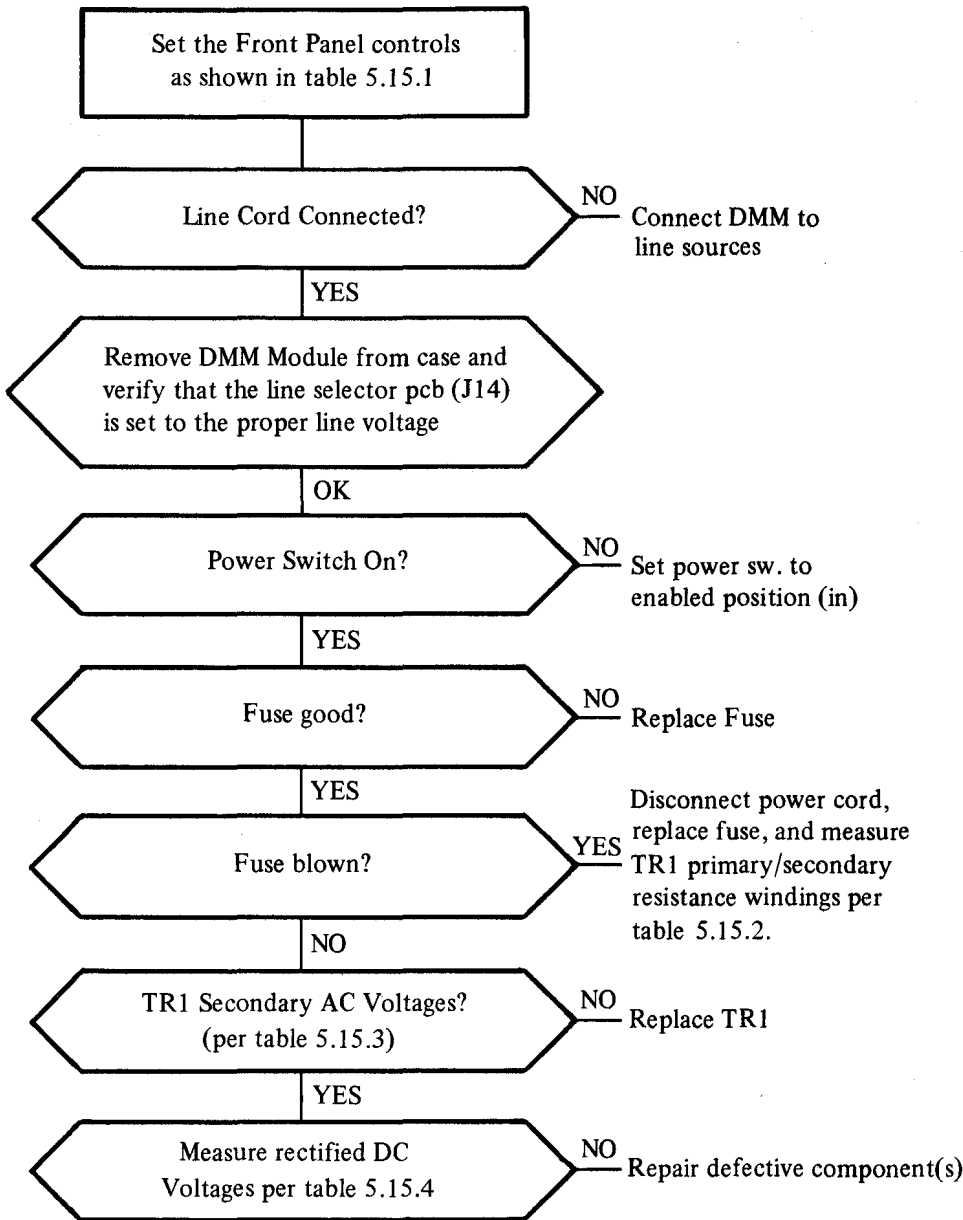 Set the Front Panel controls
as shown in table 5.15.1
Line Cord Connected?
NO
Connect DMM to
line sources
YES
Remove DMM Module from case and
verify that the line selector pcb (J14)
is set to the proper line voltage
OK
Power Switch On?
NO
Set power sw. to
enabled position (in)
YES
Fuse good?
NO
Replace Fuse
YES
Fuse blown?
YES
Disconnect power cord,
replace fuse, and measure
TR1 primary/secondary
resistance windings per
table 5.15.2.
NO
TR1 Secondary AC Voltages?
(per table 5.15.3)
NO
Replace TR1
YES
Measure rectified DC
Voltages per table 5.15.4
NO
Repair defective component(s)